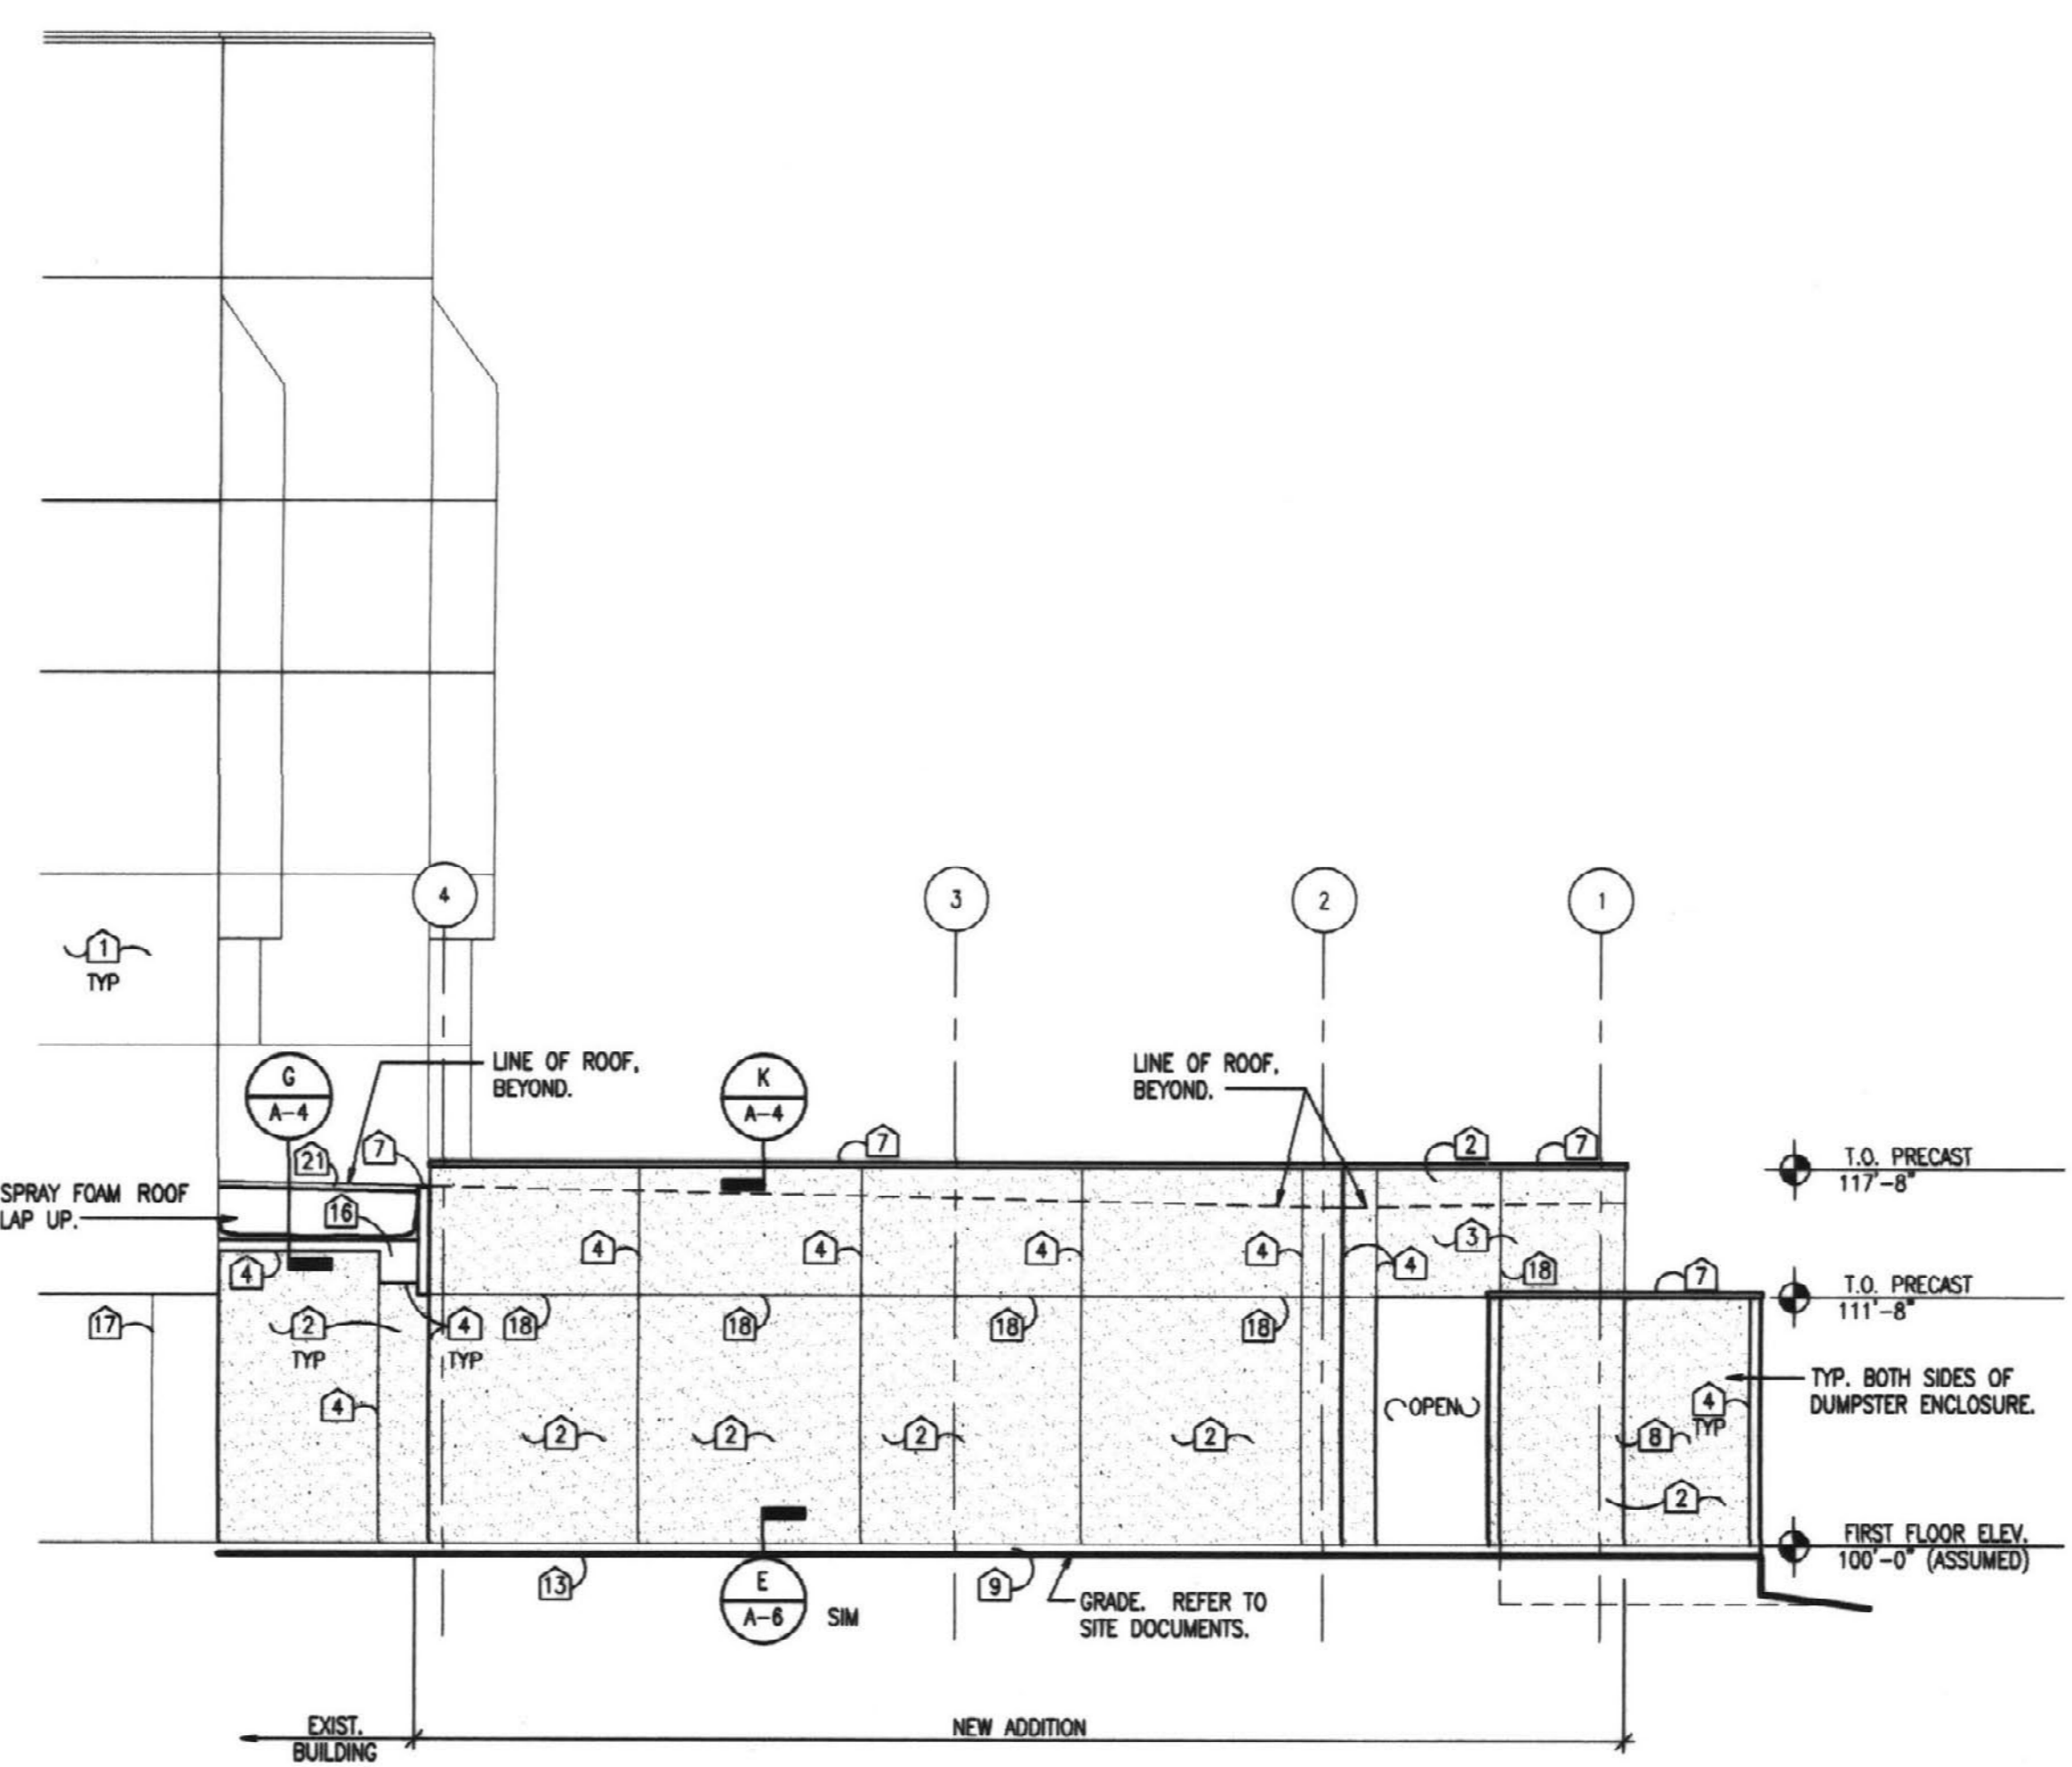 4
3
2
1
1
TYP
LINE OF ROOF,
BEYOND.
G
A-4
K
A-4
LINE OF ROOF,
BEYOND.
21
7
7
2
7
T.O. PRECAST
117'-8"
SPRAY FOAM ROOF
LAP UP.
16
4
4
4
4
4
4
3
18
4
7
T.O. PRECAST
111'-8"
17
2
TYP
4
TYP
18
18
18
18
TYP. BOTH SIDES OF
DUMPSTER ENCLOSURE.
4
4
TYP
OPEN
2
2
2
2
8
2
FIRST FLOOR ELEV.
100'-0" (ASSUMED)
13
E
A-6
SIM
9
GRADE. REFER TO
SITE DOCUMENTS.
EXIST.
BUILDING
NEW ADDITION